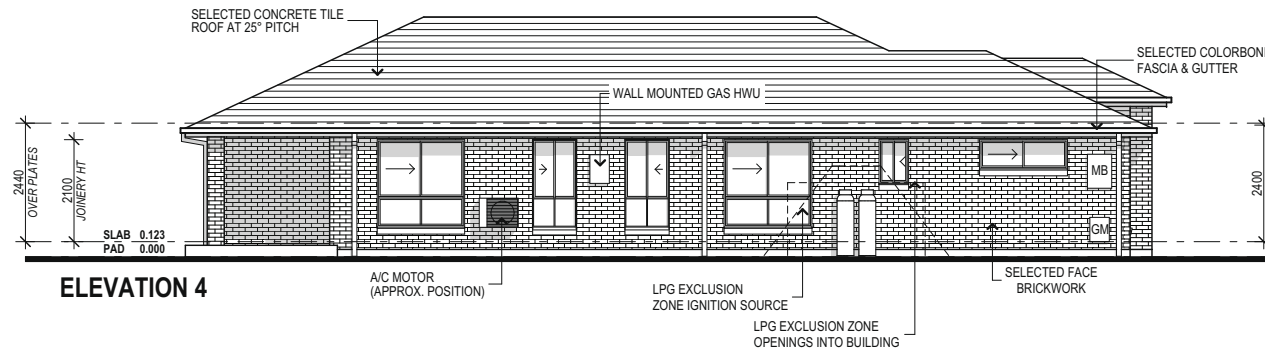 SELECTED CONCRETE TILE
ROOF AT 25° PITCH
SELECTED COLORBON
FASCIA & GUTTER
WALL MOUNTED GAS HWU
2440
OVER PLATES
2100
JOINERY HT
2400
MB
GM
SLAB 0.123
PAD 0.000
ELEVATION 4
A/C MOTOR
(APPROX. POSITION)
LPG EXCLUSION
ZONE IGNITION SOURCE
SELECTED FACE
BRICKWORK
LPG EXCLUSION ZONE
OPENINGS INTO BUILDING